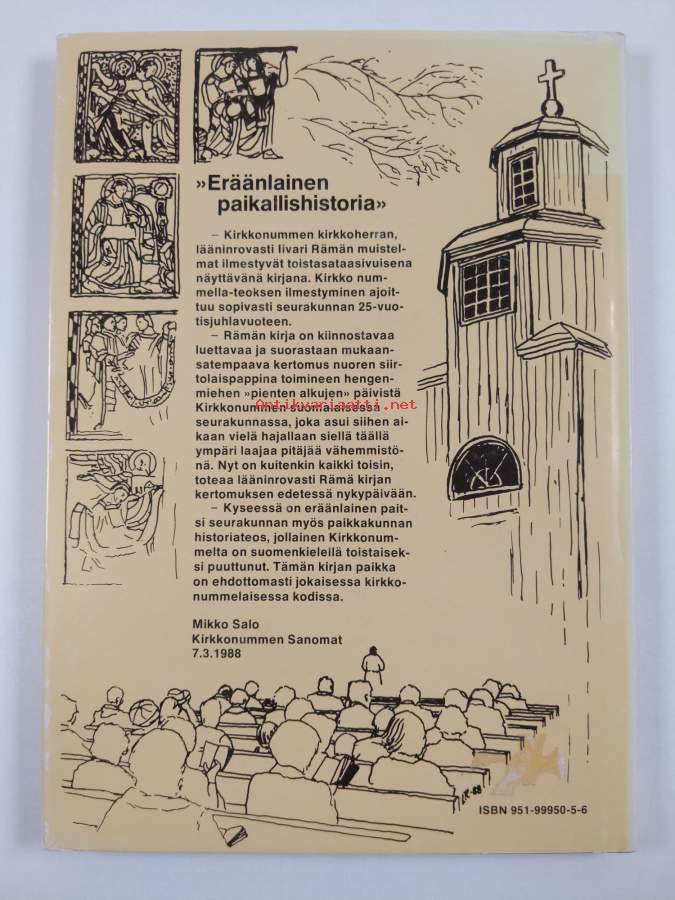 »Eräänlainen
paikallishistoria»
– Kirkkonummen kirkkoherran,
lääninrovasti Iivari Rämän muistel-
mat ilmestyvät toistasataasivuisena
näyttävänä kirjana. Kirkko num-
mella-teoksen ilmestyminen ajoit-
tuu sopivasti seurakunnan 25-vuo-
tisjuhlavuoteen.
– Rämän kirja on kiinnostavaa
luettavaa ja suorastaan mukaan-
satempaava kertomus nuoren siir-
tolaispappina toimineen hengen-
miehen »pienten alkujen» päivistä
Antikvariaatti.net
Kirkkonummen suomalaisessa
seurakunnassa, joka asui siihen ai-
kaan vielä hajallaan siellä täällä
ympäri laajaa pitäjää vähemmistö-
nä. Nyt on kuitenkin kaikki toisin,
toteaa lääninrovasti Rämä kirjan
kertomuksen edetessä nykypäivään.
– Kyseessä on eräänlainen pait-
si seurakunnan myös paikkakunnan
historiateos, jollainen Kirkkonum-
melta on suomenkieleilä toistaisek-
si puuttunut. Tämän kirjan paikka
on ehdottomasti jokaisessa kirkko-
nummelaisessa kodissa.
Mikko Salo
Kirkkonummen Sanomat
7.3.1988
ISBN 951-99950-5-6